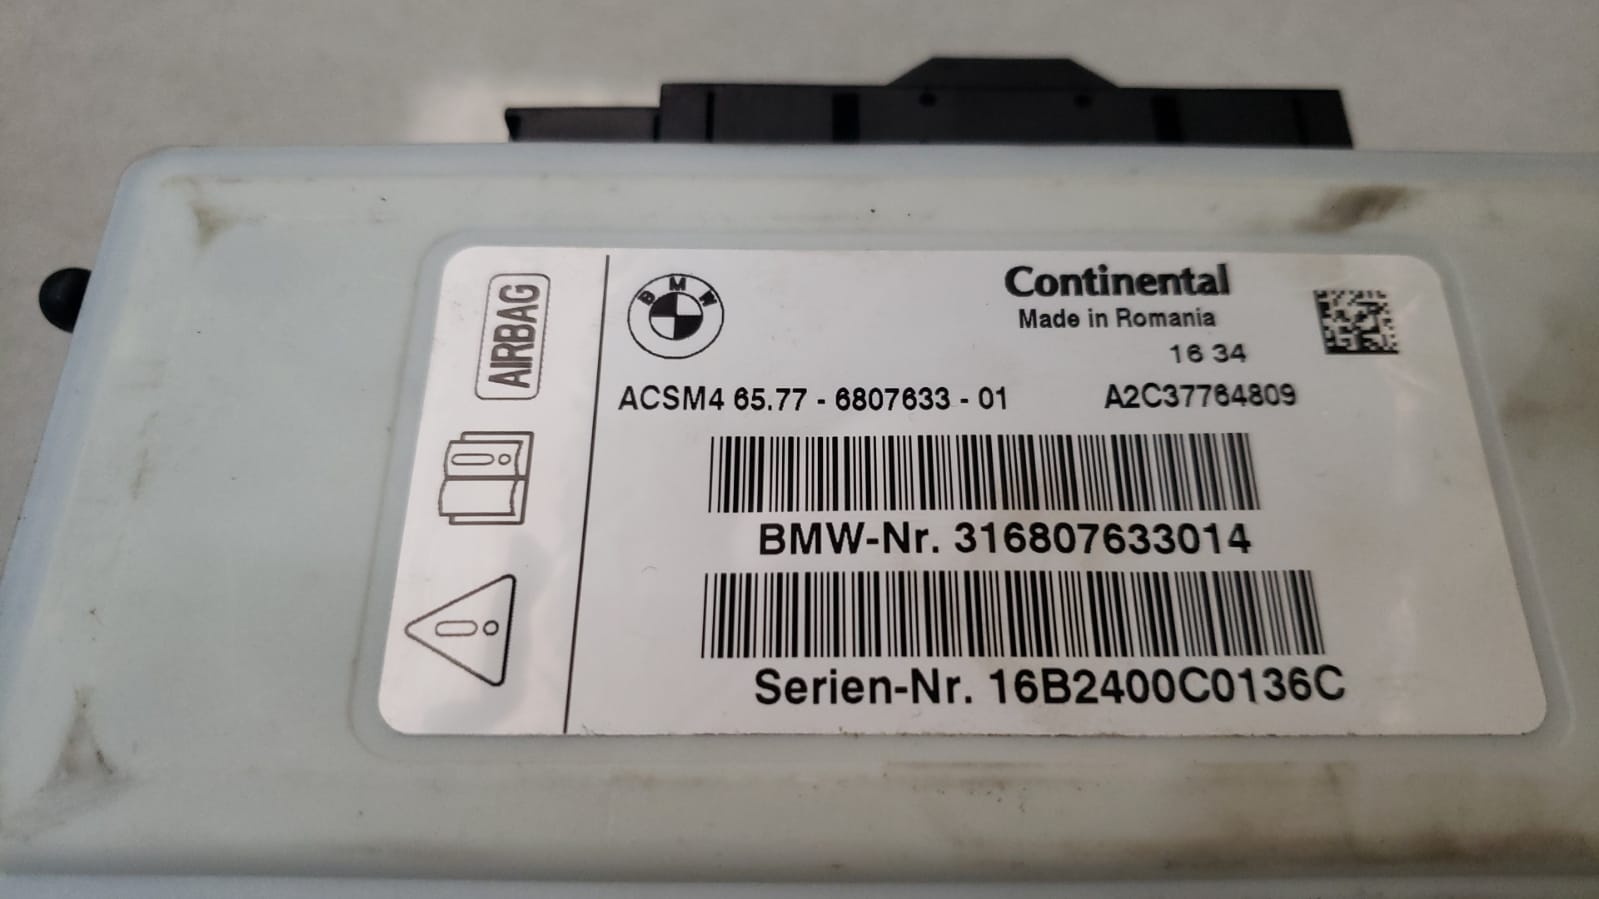 AIRBAG
BMW
Continental
Made in Romania
16 34
ACSM4 65.77 - 6807633 - 01 A2C37764809
BMW-Nr. 316807633014
Serien-Nr. 16B2400C0136C